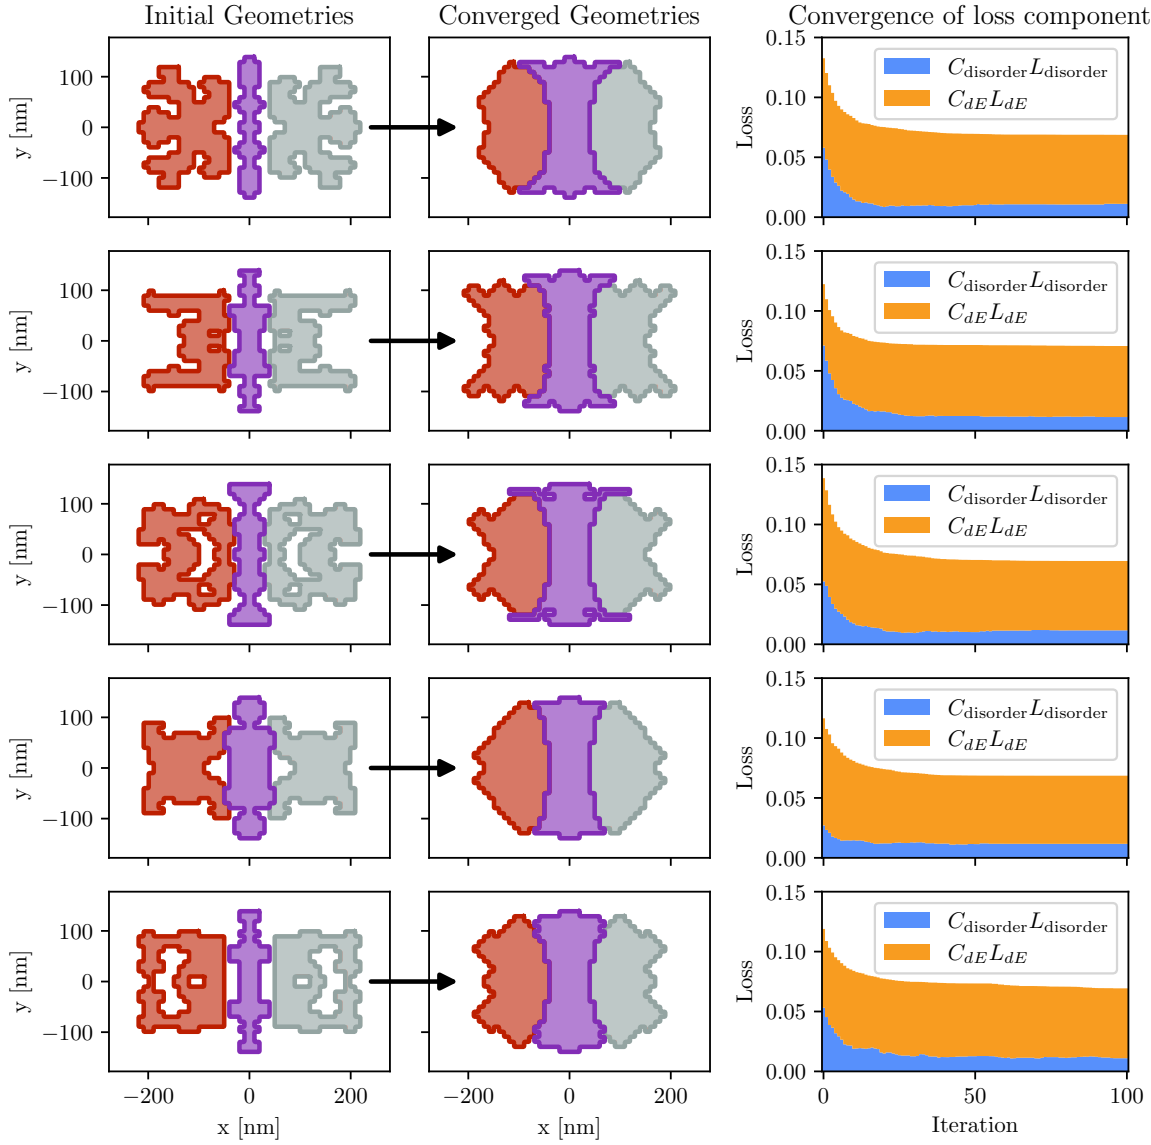 Initial Geometries
Converged Geometries
Convergence of loss component
y [nm]
100
0
−100
Loss
0.15
0.10
0.05
0.00
C_disorder L_disorder
C_dE L_dE
y [nm]
100
0
−100
Loss
0.15
0.10
0.05
0.00
C_disorder L_disorder
C_dE L_dE
y [nm]
100
0
−100
Loss
0.15
0.10
0.05
0.00
C_disorder L_disorder
C_dE L_dE
y [nm]
100
0
−100
Loss
0.15
0.10
0.05
0.00
C_disorder L_disorder
C_dE L_dE
y [nm]
100
0
−100
Loss
0.15
0.10
0.05
0.00
C_disorder L_disorder
C_dE L_dE
−200 0 200
−200 0 200
0 50 100
x [nm]
x [nm]
Iteration